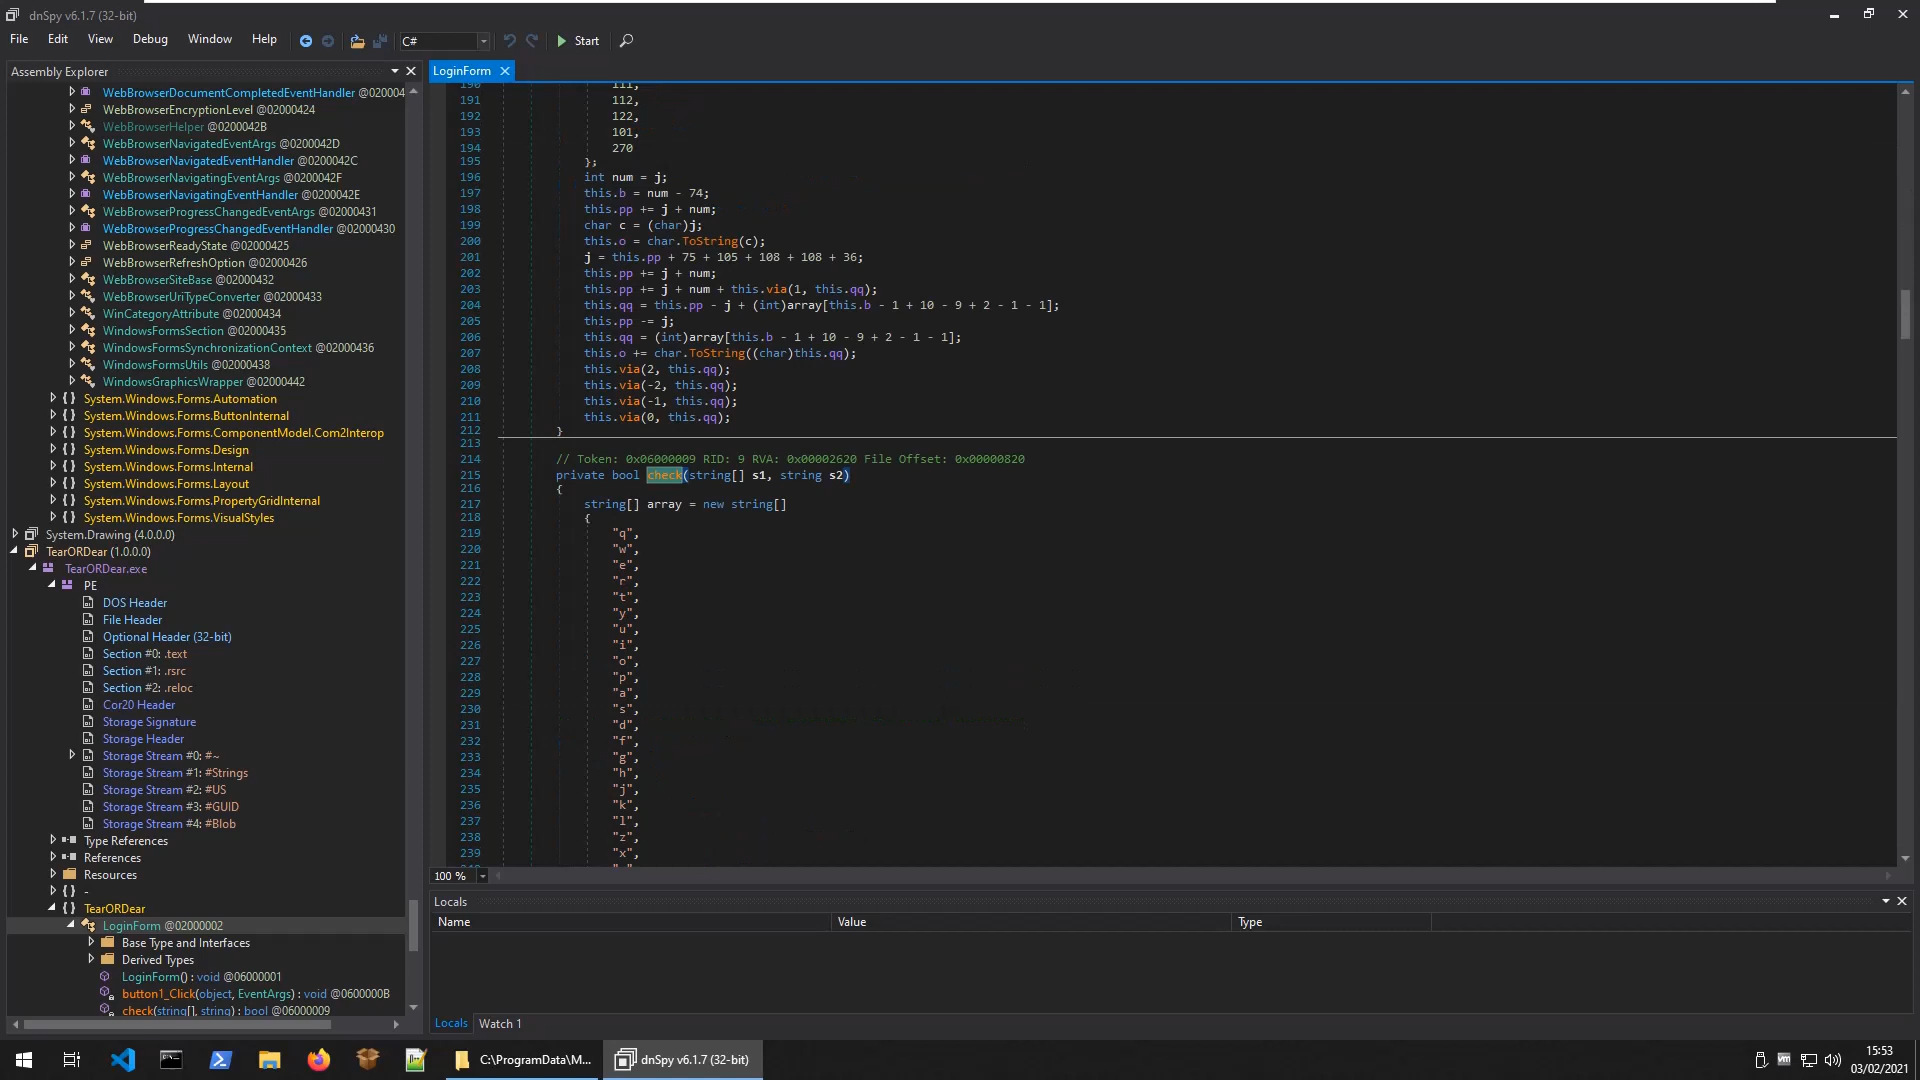 dnSpy v6.1.7 (32-bit)
File Edit View Debug Window Help C# Start
Assembly Explorer
WebBrowserDocumentCompletedEventHandler @020004
WebBrowserEncryptionLevel @02000424
WebBrowserHelper @0200042B
WebBrowserNavigatedEventArgs @0200042D
WebBrowserNavigatedEventHandler @0200042C
WebBrowserNavigatingEventArgs @0200042F
WebBrowserNavigatingEventHandler @0200042E
WebBrowserProgressChangedEventArgs @02000431
WebBrowserProgressChangedEventHandler @02000430
WebBrowserReadyState @02000425
WebBrowserRefreshOption @02000426
WebBrowserSiteBase @02000432
WebBrowserUriTypeConverter @02000433
WinCategoryAttribute @02000434
WindowsFormsSection @02000435
WindowsFormsSynchronizationContext @02000436
WindowsFormsUtils @02000438
WindowsGraphicsWrapper @02000442
{ } System.Windows.Forms.Automation
{ } System.Windows.Forms.ButtonInternal
{ } System.Windows.Forms.ComponentModel.Com2Interop
{ } System.Windows.Forms.Design
{ } System.Windows.Forms.Internal
{ } System.Windows.Forms.Layout
{ } System.Windows.Forms.PropertyGridInternal
{ } System.Windows.Forms.VisualStyles
System.Drawing (4.0.0.0)
TearORDear (1.0.0.0)
TearORDear.exe
PE
DOS Header
File Header
Optional Header (32-bit)
Section #0: .text
Section #1: .rsrc
Section #2: .reloc
Cor20 Header
Storage Signature
Storage Header
Storage Stream #0: #~
Storage Stream #1: #Strings
Storage Stream #2: #US
Storage Stream #3: #GUID
Storage Stream #4: #Blob
Type References
References
Resources
{ } -
{ } TearORDear
LoginForm @02000002
Base Type and Interfaces
Derived Types
LoginForm() : void @06000001
button1_Click(object, EventArgs) : void @0600000B
check(string[], string) : bool @06000009
LoginForm
190 111,
191 112,
192 122,
193 101,
194 270
195 };
196 int num = j;
197 this.b = num - 74;
198 this.pp += j + num;
199 char c = (char)j;
200 this.o = char.ToString(c);
201 j = this.pp + 75 + 105 + 108 + 108 + 36;
202 this.pp += j + num;
203 this.pp += j + num + this.via(1, this.qq);
204 this.qq = this.pp - j + (int)array[this.b - 1 + 10 - 9 + 2 - 1 - 1];
205 this.pp -= j;
206 this.qq = (int)array[this.b - 1 + 10 - 9 + 2 - 1 - 1];
207 this.o += char.ToString((char)this.qq);
208 this.via(2, this.qq);
209 this.via(-2, this.qq);
210 this.via(-1, this.qq);
211 this.via(0, this.qq);
212 }
213
214 // Token: 0x06000009 RID: 9 RVA: 0x00002620 File Offset: 0x00000820
215 private bool check(string[] s1, string s2)
216 {
217 string[] array = new string[]
218 {
219 "q",
220 "w",
221 "e",
222 "r",
223 "t",
224 "y",
225 "u",
226 "i",
227 "o",
228 "p",
229 "a",
230 "s",
231 "d",
232 "f",
233 "g",
234 "h",
235 "j",
236 "k",
237 "l",
238 "z",
239 "x",
100 %
Locals
Name Value Type
Locals Watch 1
C:\ProgramData\M... dnSpy v6.1.7 (32-bit)
15:53
03/02/2021